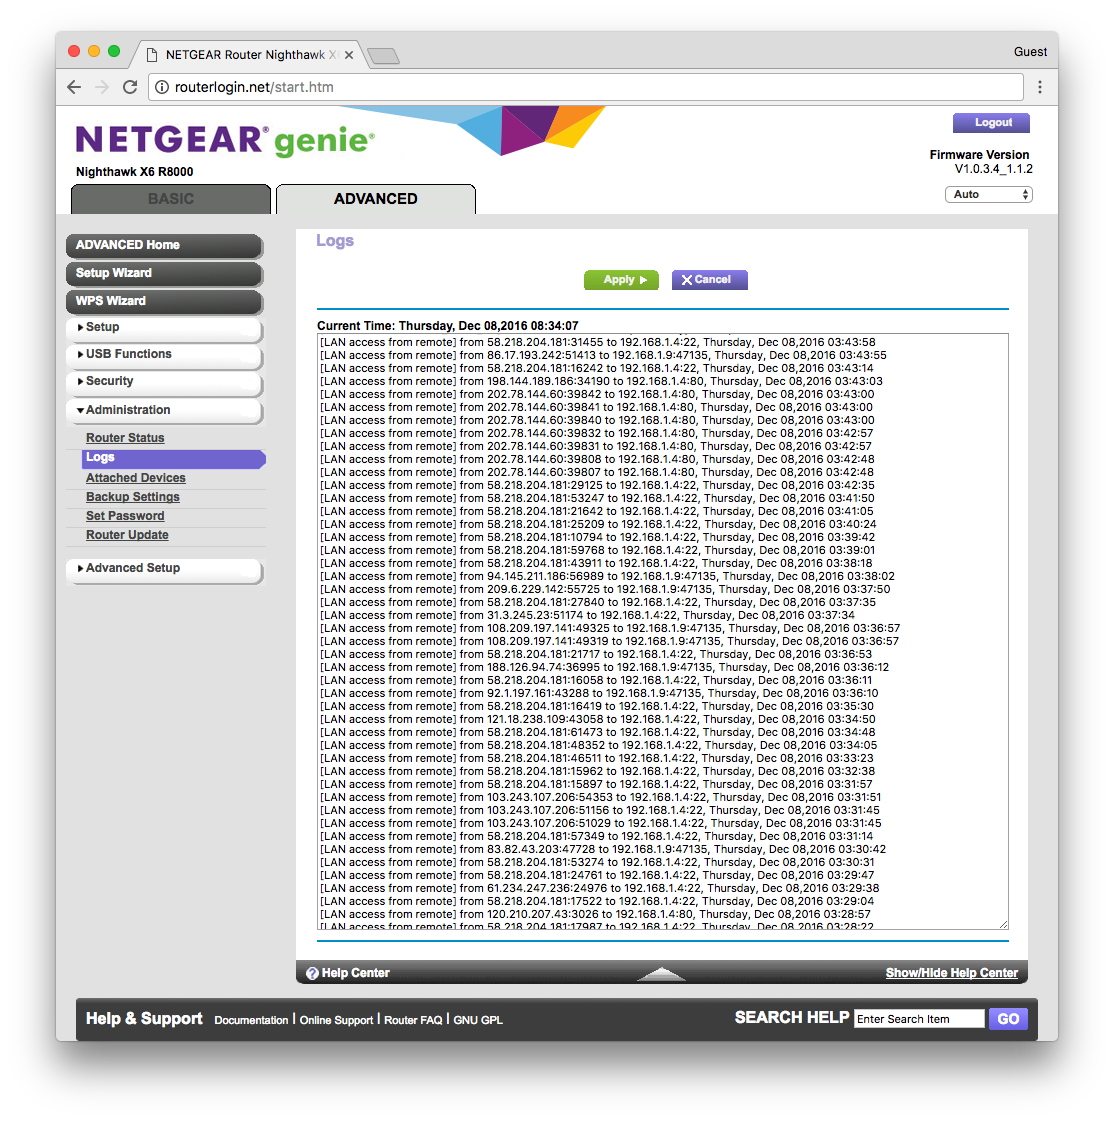 NETGEAR Router Nighthawk X
Guest
routerlogin.net/start.htm
NETGEAR® genie®
Logout
Nighthawk X6 R8000
Firmware Version
V1.0.3.4_1.1.2
BASIC
ADVANCED
Auto
ADVANCED Home
Setup Wizard
WPS Wizard
Setup
USB Functions
Security
Administration
Router Status
Logs
Attached Devices
Backup Settings
Set Password
Router Update
Advanced Setup
Logs
Apply
Cancel
Current Time: Thursday, Dec 08,2016 08:34:07
[LAN access from remote] from 58.218.204.181:31455 to 192.168.1.4:22, Thursday, Dec 08,2016 03:43:58
[LAN access from remote] from 86.17.193.242:51413 to 192.168.1.9:47135, Thursday, Dec 08,2016 03:43:55
[LAN access from remote] from 58.218.204.181:16242 to 192.168.1.4:22, Thursday, Dec 08,2016 03:43:14
[LAN access from remote] from 198.144.189.186:34190 to 192.168.1.4:80, Thursday, Dec 08,2016 03:43:03
[LAN access from remote] from 202.78.144.60:39842 to 192.168.1.4:80, Thursday, Dec 08,2016 03:43:00
[LAN access from remote] from 202.78.144.60:39841 to 192.168.1.4:80, Thursday, Dec 08,2016 03:43:00
[LAN access from remote] from 202.78.144.60:39840 to 192.168.1.4:80, Thursday, Dec 08,2016 03:43:00
[LAN access from remote] from 202.78.144.60:39832 to 192.168.1.4:80, Thursday, Dec 08,2016 03:42:57
[LAN access from remote] from 202.78.144.60:39831 to 192.168.1.4:80, Thursday, Dec 08,2016 03:42:57
[LAN access from remote] from 202.78.144.60:39808 to 192.168.1.4:80, Thursday, Dec 08,2016 03:42:48
[LAN access from remote] from 202.78.144.60:39807 to 192.168.1.4:80, Thursday, Dec 08,2016 03:42:48
[LAN access from remote] from 58.218.204.181:29125 to 192.168.1.4:22, Thursday, Dec 08,2016 03:42:35
[LAN access from remote] from 58.218.204.181:53247 to 192.168.1.4:22, Thursday, Dec 08,2016 03:41:50
[LAN access from remote] from 58.218.204.181:21642 to 192.168.1.4:22, Thursday, Dec 08,2016 03:41:05
[LAN access from remote] from 58.218.204.181:25209 to 192.168.1.4:22, Thursday, Dec 08,2016 03:40:24
[LAN access from remote] from 58.218.204.181:10794 to 192.168.1.4:22, Thursday, Dec 08,2016 03:39:42
[LAN access from remote] from 58.218.204.181:59768 to 192.168.1.4:22, Thursday, Dec 08,2016 03:39:01
[LAN access from remote] from 58.218.204.181:43911 to 192.168.1.4:22, Thursday, Dec 08,2016 03:38:18
[LAN access from remote] from 94.145.211.186:56989 to 192.168.1.9:47135, Thursday, Dec 08,2016 03:38:02
[LAN access from remote] from 209.6.229.142:55725 to 192.168.1.9:47135, Thursday, Dec 08,2016 03:37:50
[LAN access from remote] from 58.218.204.181:27840 to 192.168.1.4:22, Thursday, Dec 08,2016 03:37:35
[LAN access from remote] from 31.3.245.23:51174 to 192.168.1.4:22, Thursday, Dec 08,2016 03:37:34
[LAN access from remote] from 108.209.197.141:49325 to 192.168.1.9:47135, Thursday, Dec 08,2016 03:36:57
[LAN access from remote] from 108.209.197.141:49319 to 192.168.1.9:47135, Thursday, Dec 08,2016 03:36:57
[LAN access from remote] from 58.218.204.181:21717 to 192.168.1.4:22, Thursday, Dec 08,2016 03:36:53
[LAN access from remote] from 188.126.94.74:36995 to 192.168.1.9:47135, Thursday, Dec 08,2016 03:36:12
[LAN access from remote] from 58.218.204.181:16058 to 192.168.1.4:22, Thursday, Dec 08,2016 03:36:11
[LAN access from remote] from 92.1.197.161:43288 to 192.168.1.9:47135, Thursday, Dec 08,2016 03:36:10
[LAN access from remote] from 58.218.204.181:16419 to 192.168.1.4:22, Thursday, Dec 08,2016 03:35:30
[LAN access from remote] from 121.18.238.109:43058 to 192.168.1.4:22, Thursday, Dec 08,2016 03:34:50
[LAN access from remote] from 58.218.204.181:61473 to 192.168.1.4:22, Thursday, Dec 08,2016 03:34:48
[LAN access from remote] from 58.218.204.181:48352 to 192.168.1.4:22, Thursday, Dec 08,2016 03:34:05
[LAN access from remote] from 58.218.204.181:46511 to 192.168.1.4:22, Thursday, Dec 08,2016 03:33:23
[LAN access from remote] from 58.218.204.181:15962 to 192.168.1.4:22, Thursday, Dec 08,2016 03:32:38
[LAN access from remote] from 58.218.204.181:15897 to 192.168.1.4:22, Thursday, Dec 08,2016 03:31:57
[LAN access from remote] from 103.243.107.206:54353 to 192.168.1.4:22, Thursday, Dec 08,2016 03:31:51
[LAN access from remote] from 103.243.107.206:51156 to 192.168.1.4:22, Thursday, Dec 08,2016 03:31:45
[LAN access from remote] from 103.243.107.206:51029 to 192.168.1.4:22, Thursday, Dec 08,2016 03:31:45
[LAN access from remote] from 58.218.204.181:57349 to 192.168.1.4:22, Thursday, Dec 08,2016 03:31:14
[LAN access from remote] from 83.82.43.203:47728 to 192.168.1.9:47135, Thursday, Dec 08,2016 03:30:42
[LAN access from remote] from 58.218.204.181:53274 to 192.168.1.4:22, Thursday, Dec 08,2016 03:30:31
[LAN access from remote] from 58.218.204.181:24761 to 192.168.1.4:22, Thursday, Dec 08,2016 03:29:47
[LAN access from remote] from 61.234.247.236:24976 to 192.168.1.4:22, Thursday, Dec 08,2016 03:29:38
[LAN access from remote] from 58.218.204.181:17522 to 192.168.1.4:22, Thursday, Dec 08,2016 03:29:04
[LAN access from remote] from 120.210.207.43:3026 to 192.168.1.4:80, Thursday, Dec 08,2016 03:28:57
[LAN access from remote] from 58.218.204.181:17987 to 192.168.1.4:22, Thursday, Dec 08,2016 03:28:22
Help Center
Show/Hide Help Center
Help & Support Documentation | Online Support | Router FAQ | GNU GPL
SEARCH HELP Enter Search Item GO